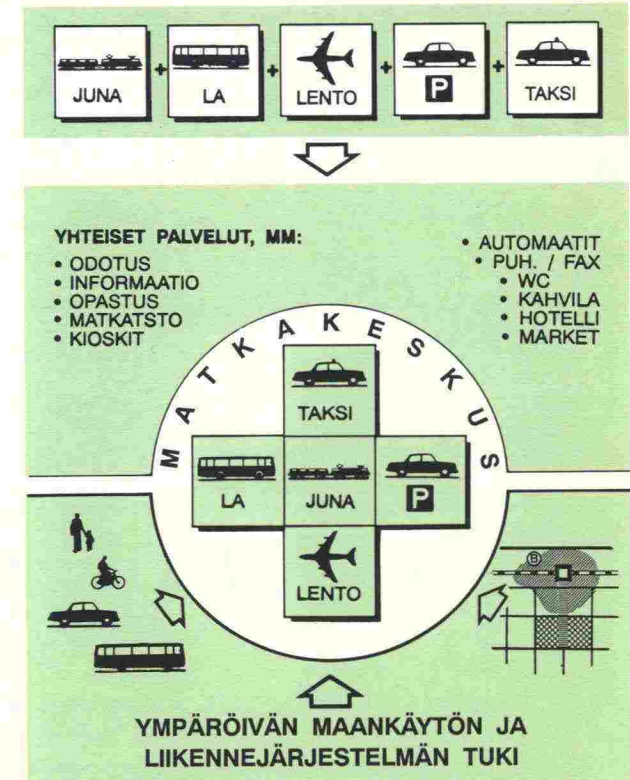 JUNA + LA + LENTO + P + TAKSI
YHTEISET PALVELUT, MM:
• ODOTUS
• INFORMAATIO
• OPASTUS
• MATKATSTO
• KIOSKIT
• AUTOMAATIT
• PUH. / FAX
• WC
• KAHVILA
• HOTELLI
• MARKET
MATKAKESKUS
TAKSI
LA JUNA P
LENTO
B
YMPÄRÖIVÄN MAANKÄYTÖN JA
LIIKENNEJÄRJESTELMÄN TUKI